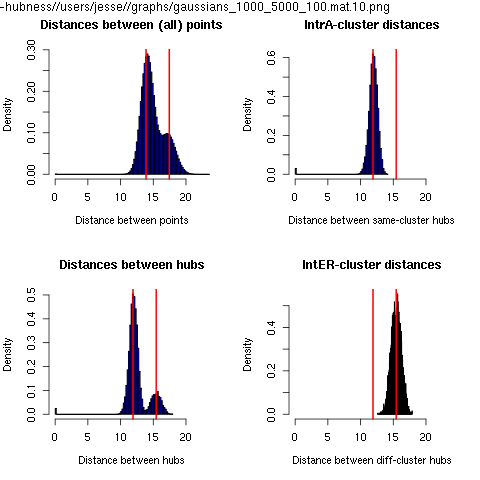 -hubness//users/jesse//graphs/gaussians_1000_5000_100.mat.10.png
Distances between (all) points
Density
0.00 0.10 0.20 0.30
0 5 10 15 20
Distance between points
IntrA-cluster distances
Density
0.0 0.2 0.4 0.6
0 5 10 15 20
Distance between same-cluster hubs
Distances between hubs
Density
0.0 0.1 0.2 0.3 0.4 0.5
0 5 10 15 20
Distance between hubs
IntER-cluster distances
Density
0.0 0.2 0.4
0 5 10 15 20
Distance between diff-cluster hubs